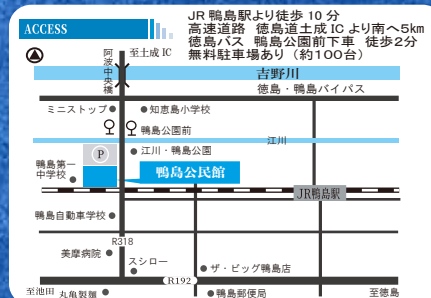 ACCESS
JR 鴨島駅より徒歩 10 分
高速道路 徳島道土成 IC より南へ5km
徳島バス 鴨島公園前下車 徒歩2分
無料駐車場あり（約100台）
阿波中央橋
至土成 IC
吉野川
徳島・鴨島バイパス
ミニストップ
知恵島小学校
鴨島公園前
江川
P
江川・鴨島公園
鴨島第一中学校
鴨島公民館
JR鴨島駅
鴨島自動車学校
R318
美摩病院
スシロー
ザ・ビッグ鴨島店
R192
至池田
丸亀製麺
鴨島郵便局
至徳島